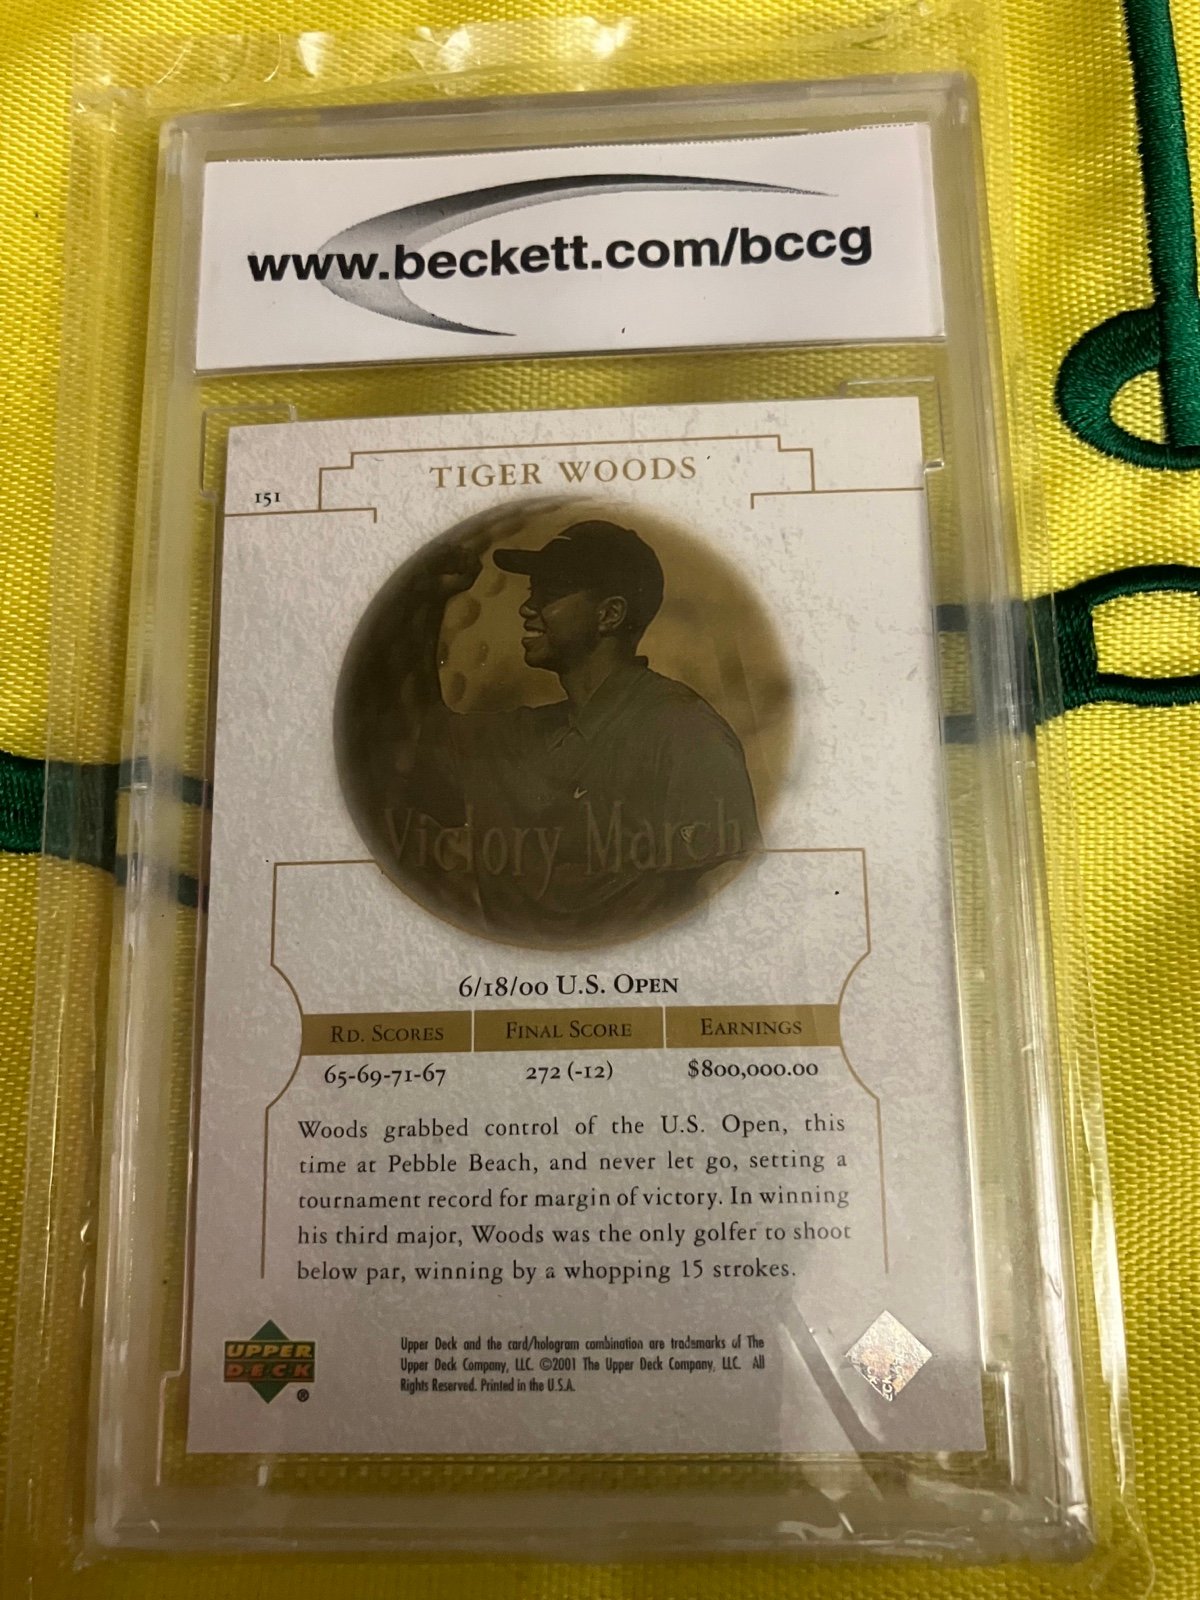 www.beckett.com/bccg
TIGER WOODS
151
Victory March
6/18/00 U.S. OPEN
RD. SCORES FINAL SCORE EARNINGS
65-69-71-67 272 (-12) $800,000.00
Woods grabbed control of the U.S. Open, this
time at Pebble Beach, and never let go, setting a
tournament record for margin of victory. In winning
his third major, Woods was the only golfer to shoot
below par, winning by a whopping 15 strokes.
UPPER
DECK
®
Upper Deck and the card/hologram combination are trademarks of The
Upper Deck Company, LLC. ©2001 The Upper Deck Company, LLC. All
Rights Reserved. Printed in the U.S.A.